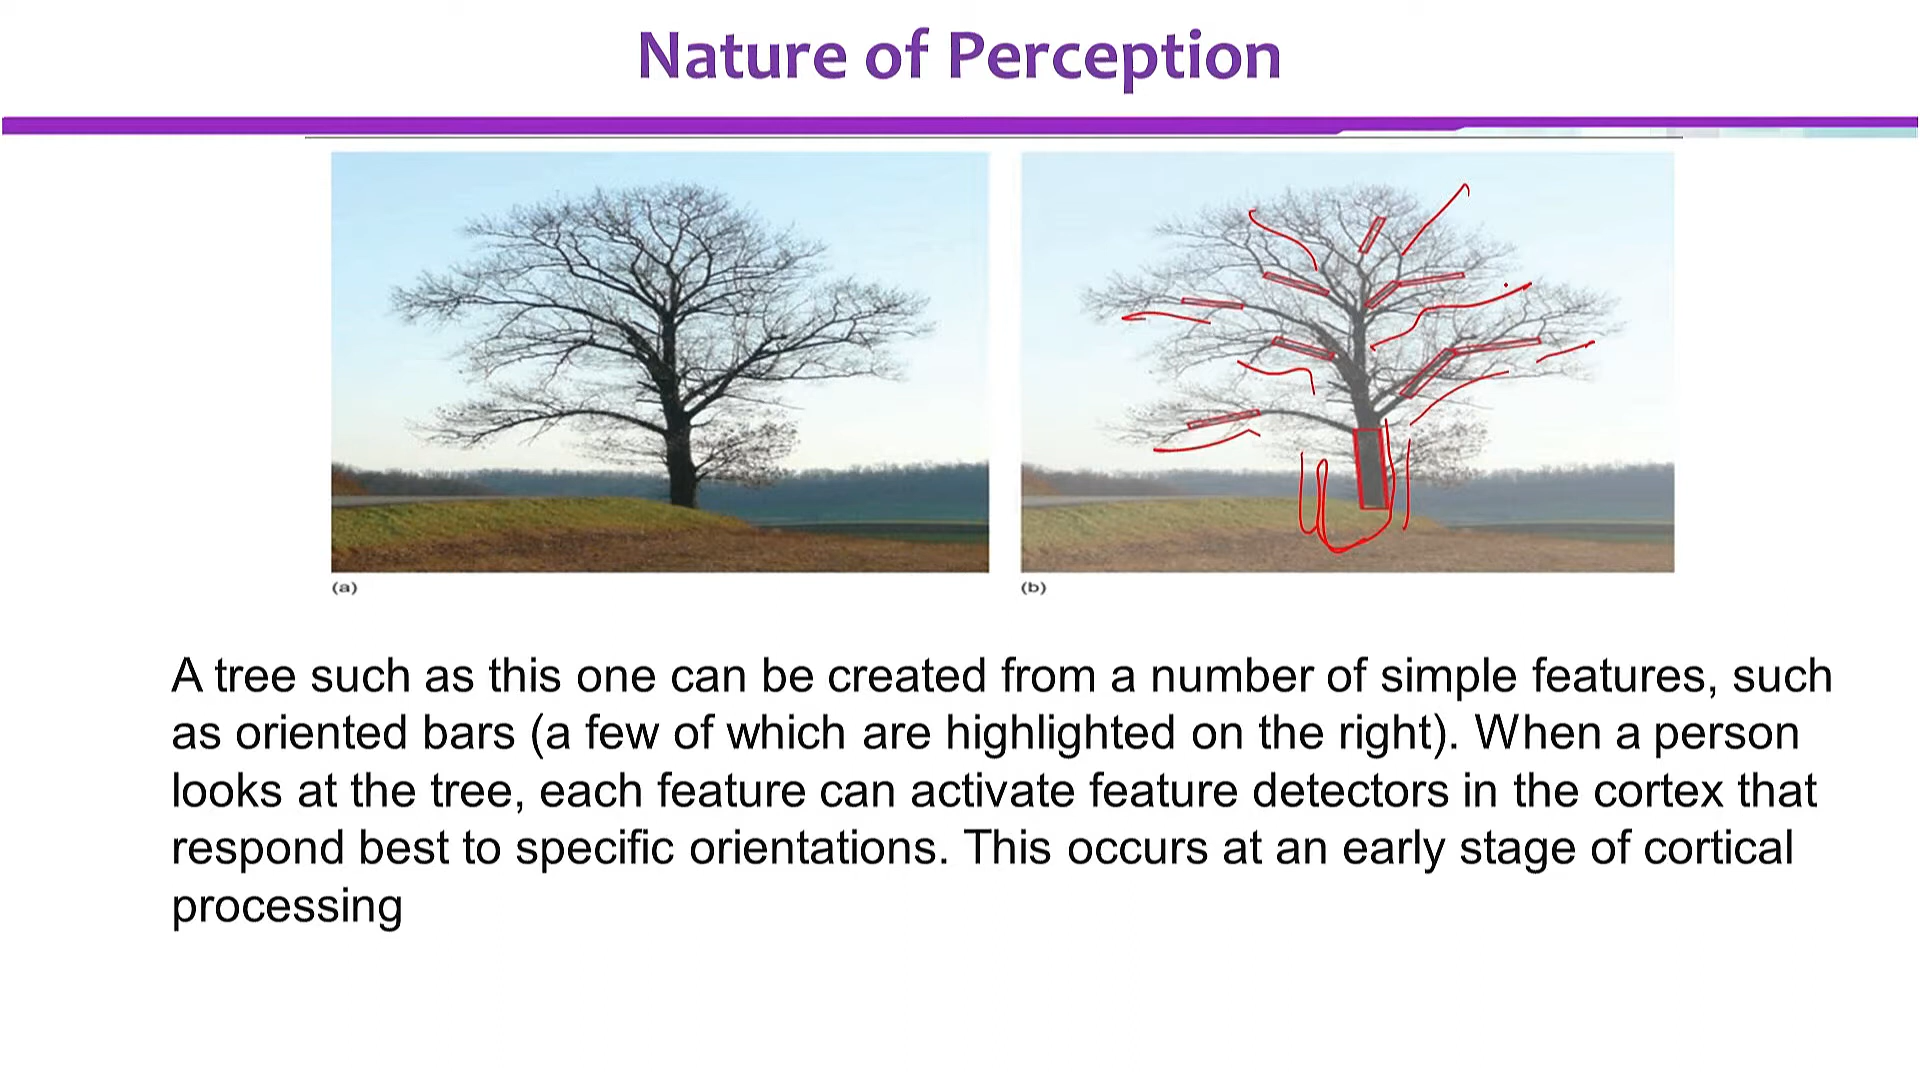 Nature of Perception
(a)
(b)
A tree such as this one can be created from a number of simple features, such
as oriented bars (a few of which are highlighted on the right). When a person
looks at the tree, each feature can activate feature detectors in the cortex that
respond best to specific orientations. This occurs at an early stage of cortical
processing